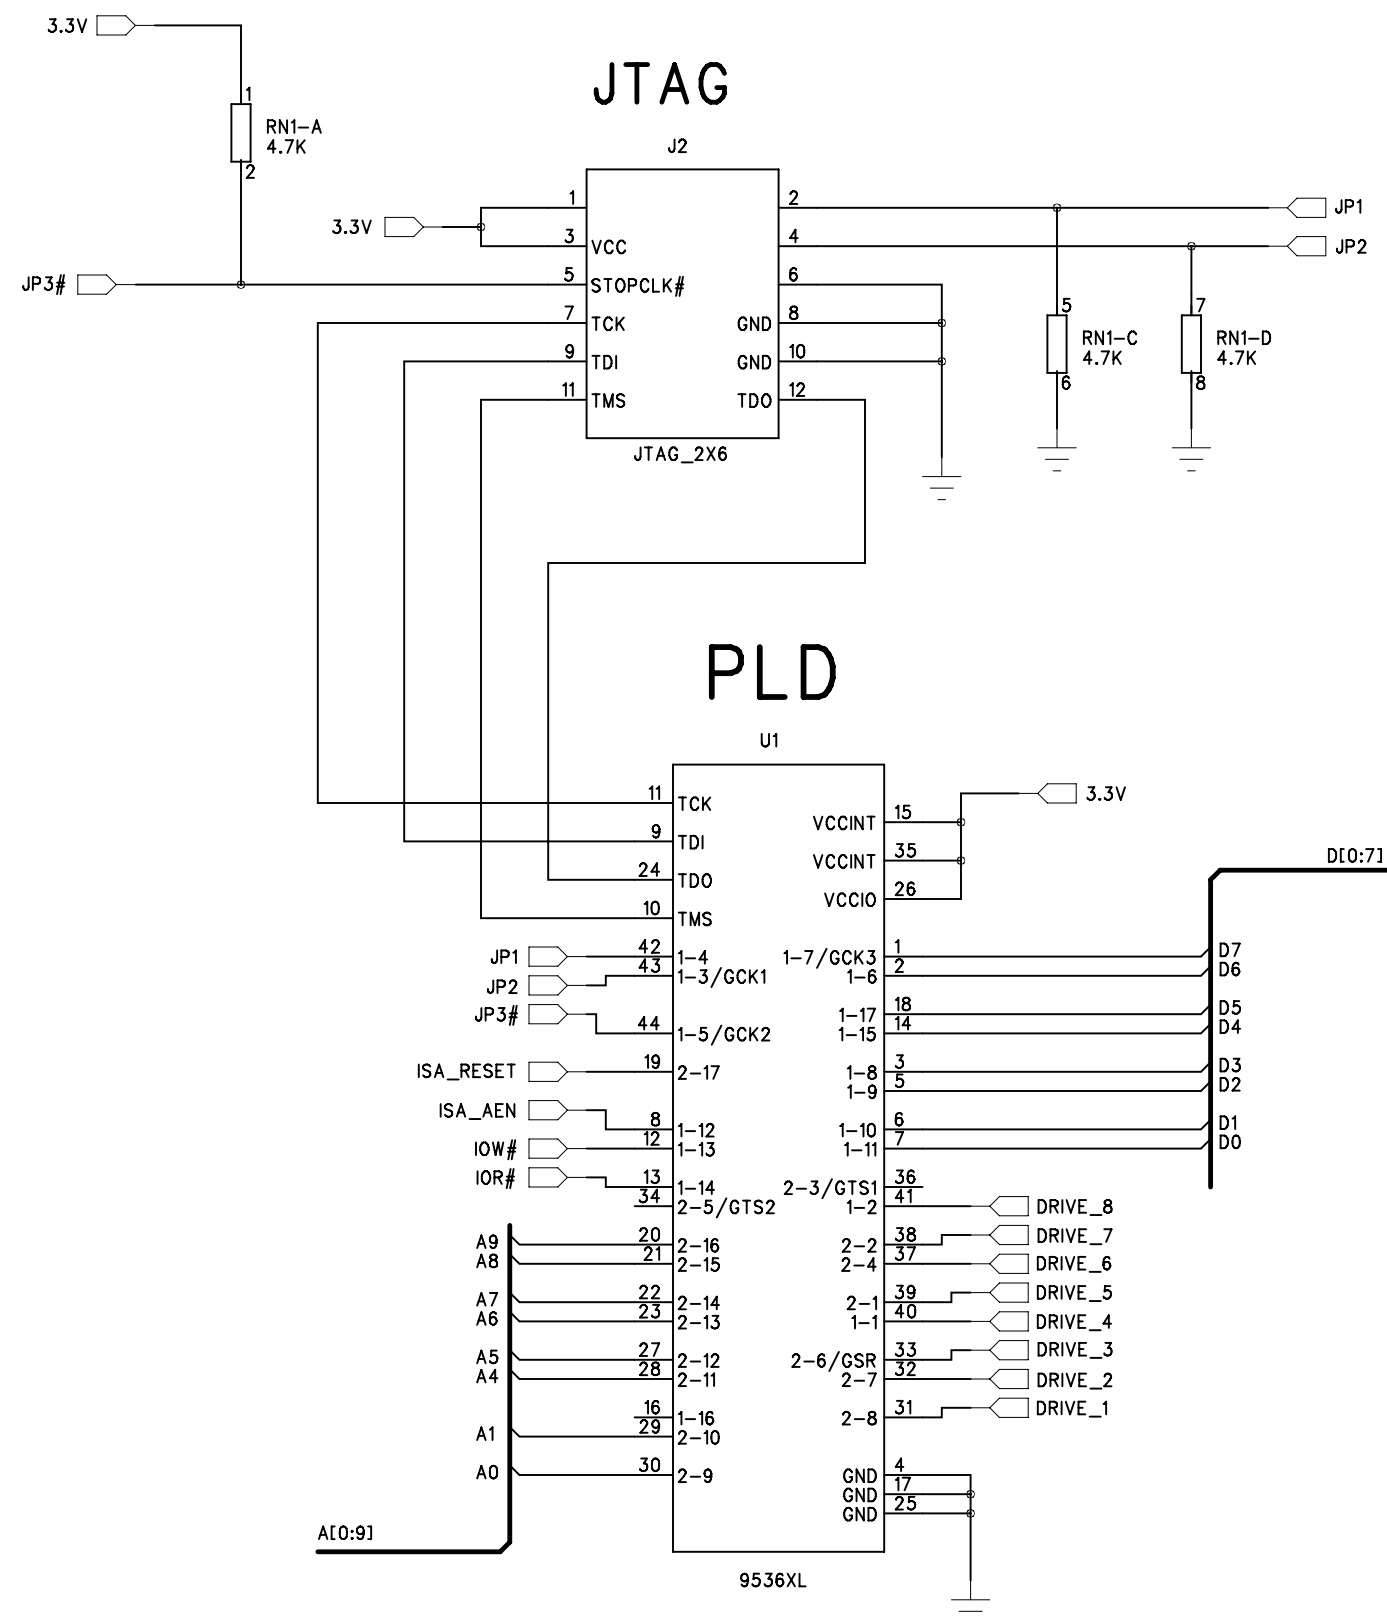 3.3V
1
RN1-A
4.7K
2
JTAG
J2
3.3V
JP3#
1
3 VCC
5 STOPCLK#
7 TCK
9 TDI
11 TMS
2
4
6
GND 8
GND 10
TDO 12
JTAG_2X6
JP1
JP2
5
RN1-C
4.7K
6
7
RN1-D
4.7K
8
PLD
U1
11 TCK
9 TDI
24 TDO
10 TMS
JP1 42 1-4
JP2 43 1-3/GCK1
JP3# 44 1-5/GCK2
ISA_RESET 19 2-17
ISA_AEN 8 1-12
IOW# 12 1-13
IOR# 13 1-14
34 2-5/GTS2
A9 20 2-16
A8 21 2-15
A7 22 2-14
A6 23 2-13
A5 27 2-12
A4 28 2-11
16 1-16
A1 29 2-10
A0 30 2-9
A[0:9]
VCCINT 15
VCCINT 35
VCCIO 26
3.3V
D[0:7]
1-7/GCK3 1 D7
1-6 2 D6
1-17 18 D5
1-15 14 D4
1-8 3 D3
1-9 5 D2
1-10 6 D1
1-11 7 D0
2-3/GTS1 36
1-2 41 DRIVE_8
2-2 38 DRIVE_7
2-4 37 DRIVE_6
2-1 39 DRIVE_5
1-1 40 DRIVE_4
2-6/GSR 33 DRIVE_3
2-7 32 DRIVE_2
2-8 31 DRIVE_1
GND 4
GND 17
GND 25
9536XL